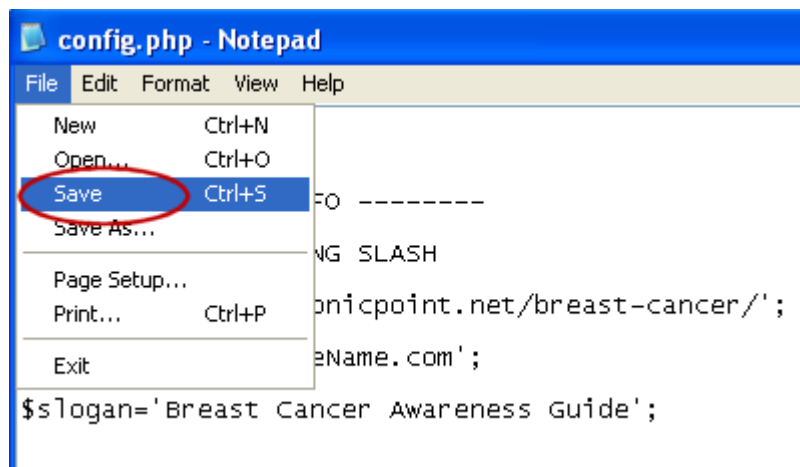 config.php - Notepad
File Edit Format View Help
New Ctrl+N
Open... Ctrl+O
Save Ctrl+S
Save As...
Page Setup...
Print... Ctrl+P
Exit
FO --------
NG SLASH
onicpoint.net/breast-cancer/';
eName.com';
$slogan='Breast Cancer Awareness Guide';